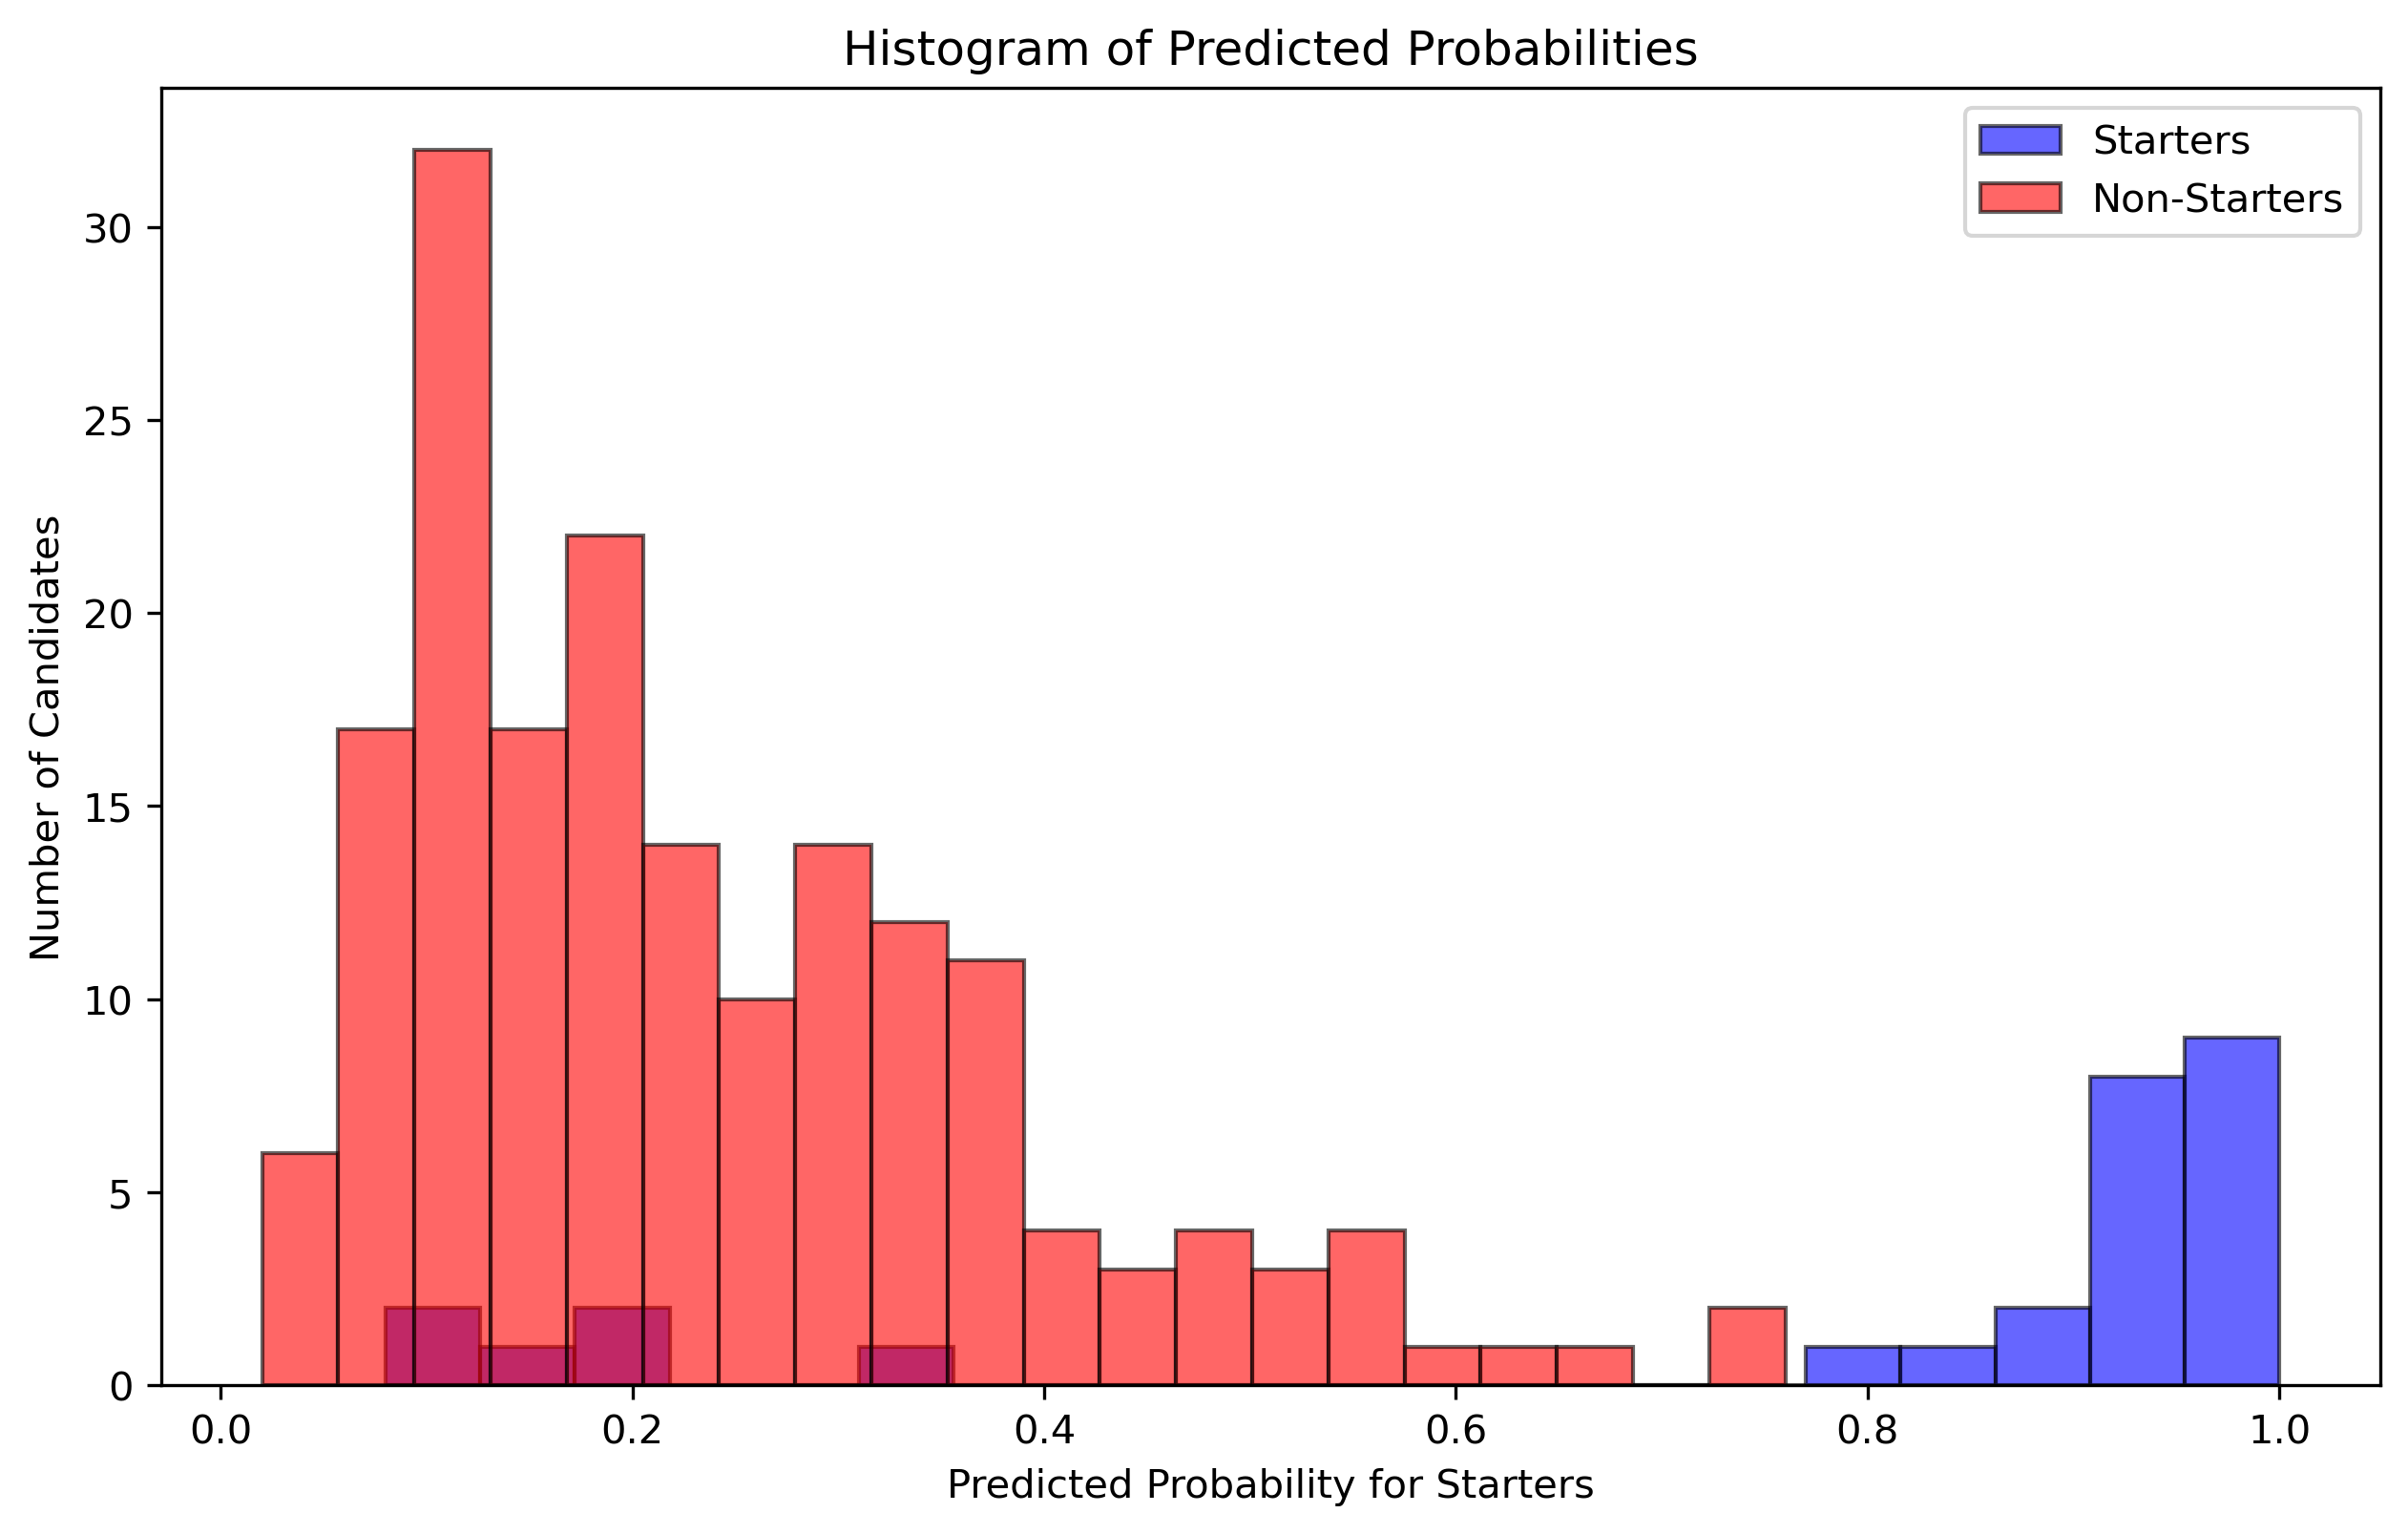 Histogram of Predicted Probabilities
Starters
Non-Starters
Number of Candidates
30
25
20
15
10
5
0
0.0 0.2 0.4 0.6 0.8 1.0
Predicted Probability for Starters